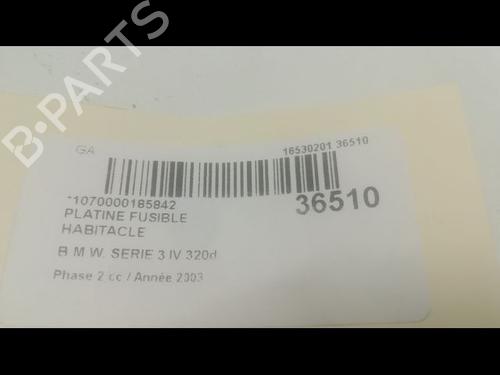 B-PARTS
GA
16530201 36510
*1070000185842
36510
PLATINE FUSIBLE
HABITACLE
B M W. SERIE 3 IV 320d
Phase 2 cc / Année 2003